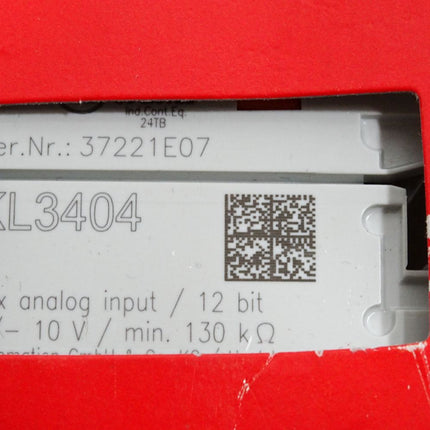 Ind.Cont.Eq.
24TB
er.Nr.: 37221E07
KL3404
x analog input / 12 bit
- 10 V / min. 130 kΩ